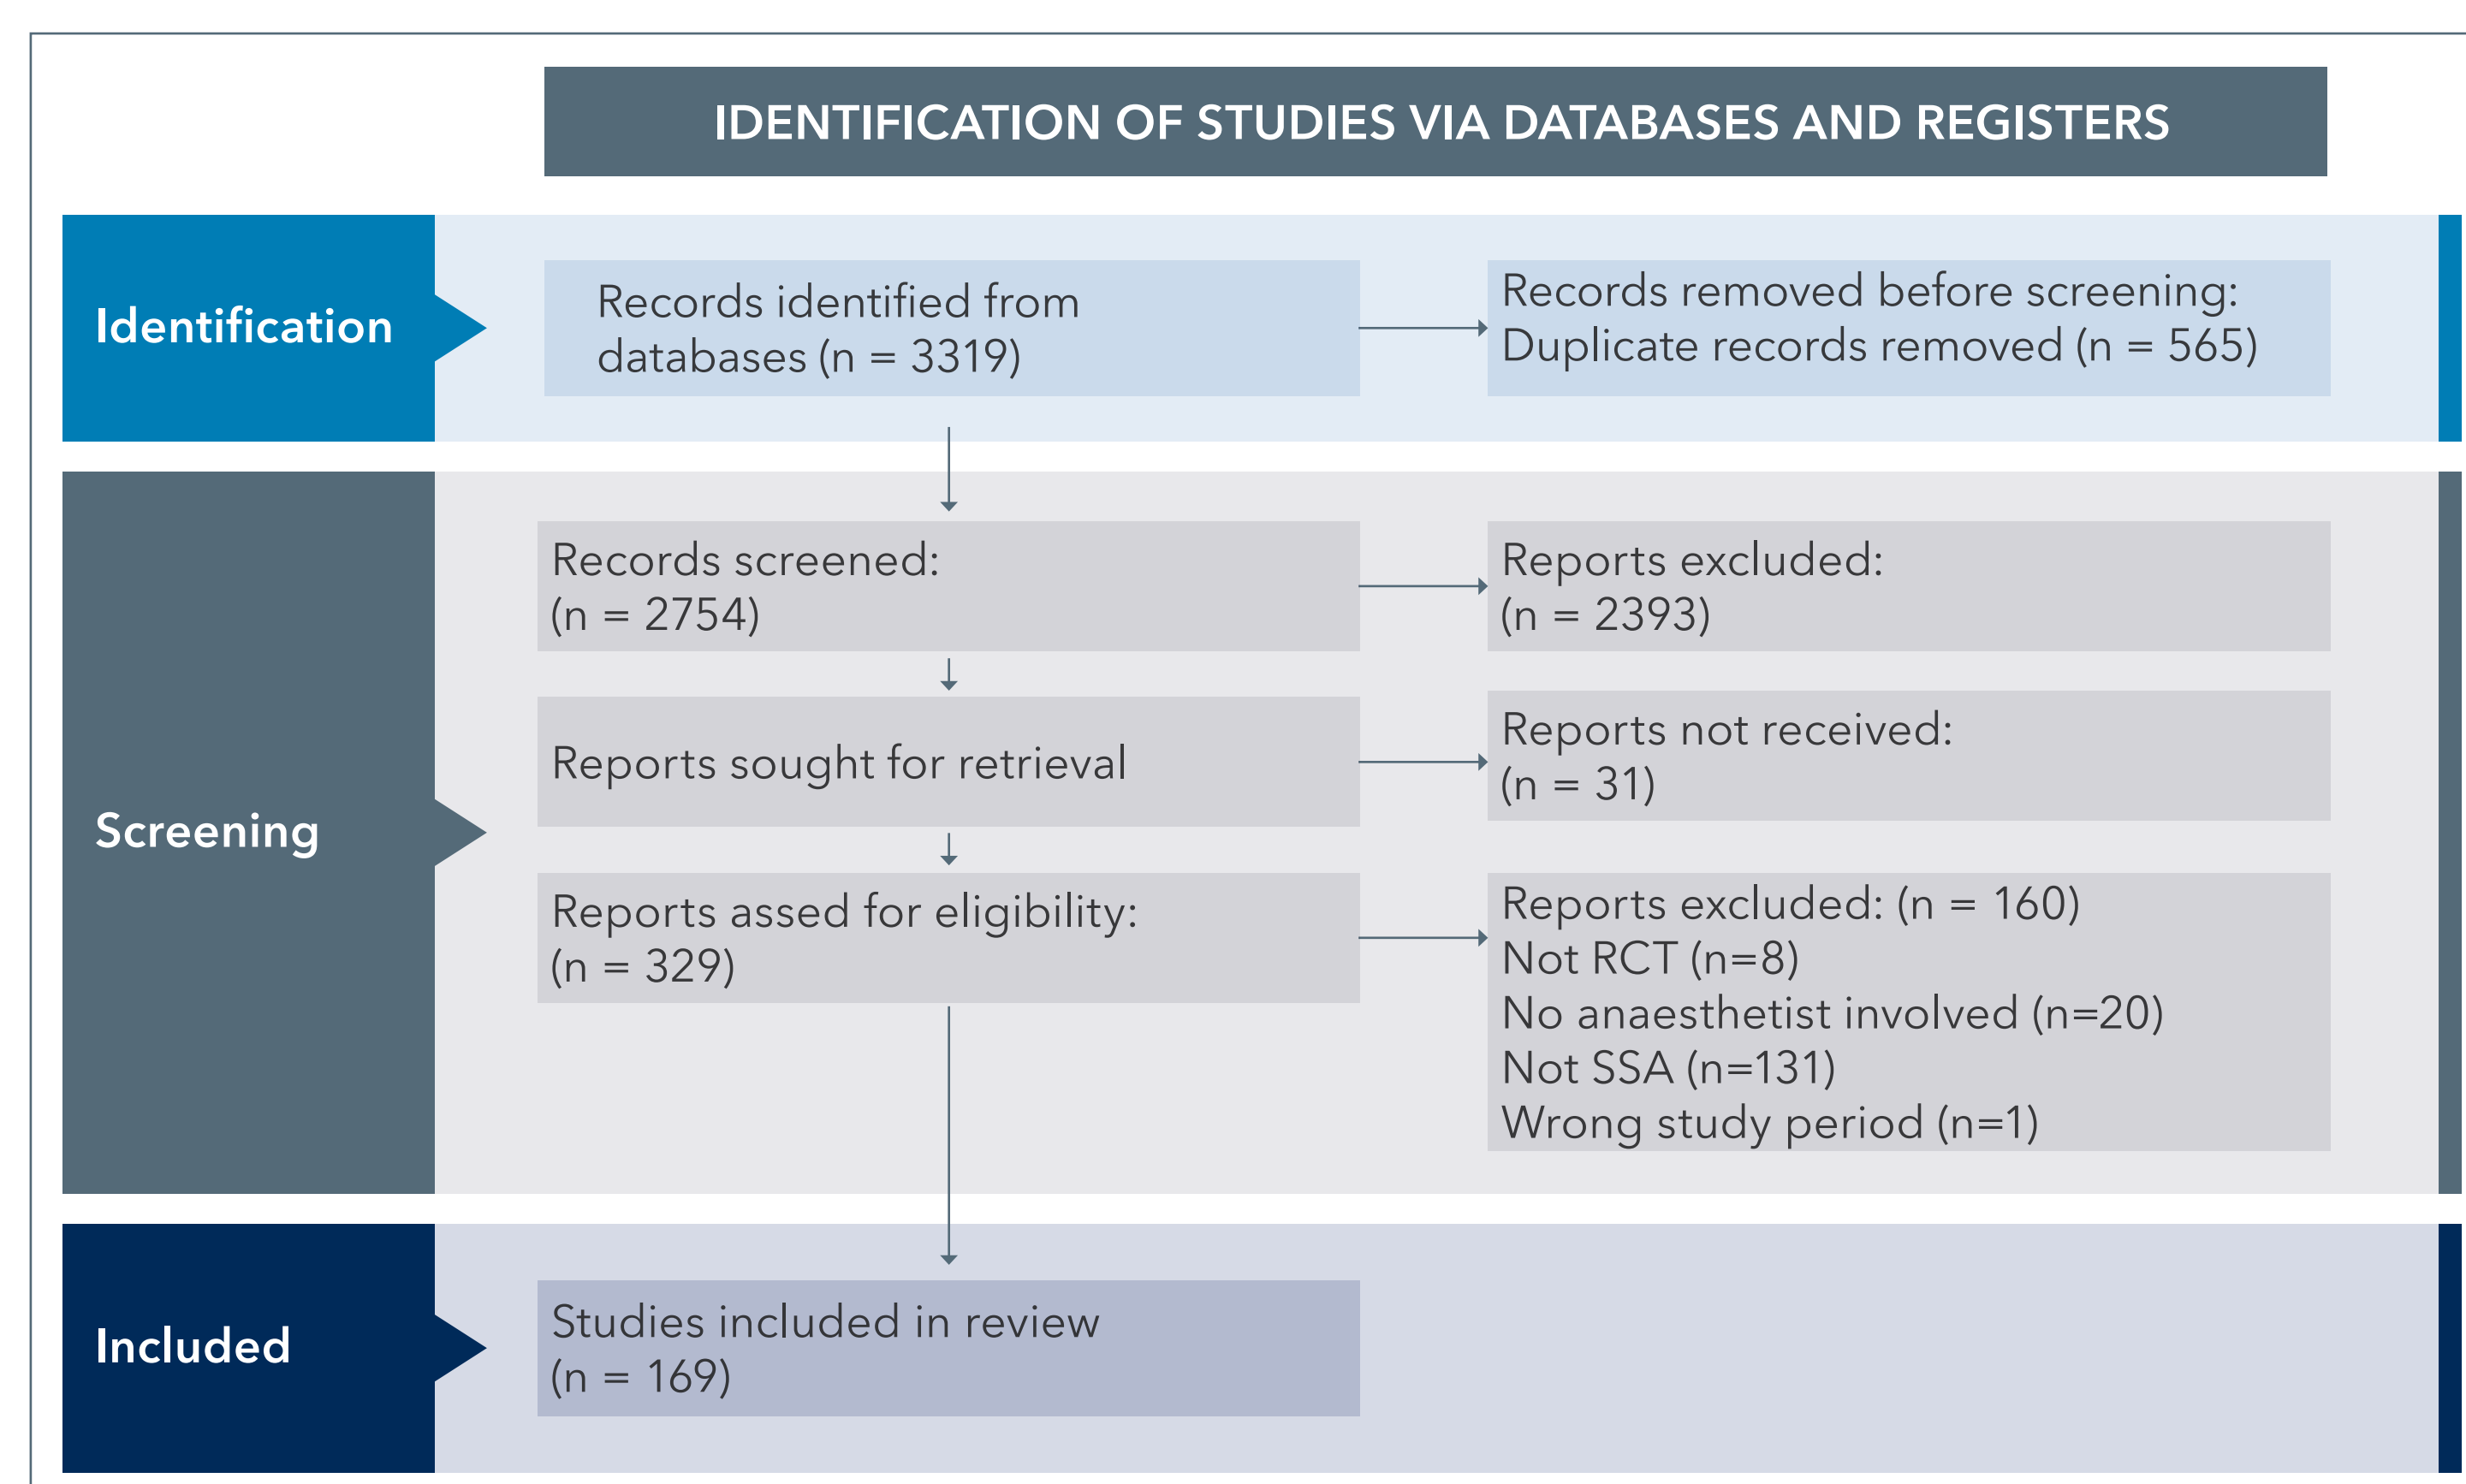 IDENTIFICATION OF STUDIES VIA DATABASES AND REGISTERS
Identification
Records identified from
databases (n = 3319)
Records removed before screening:
Duplicate records removed (n = 565)
Screening
Records screened:
(n = 2754)
Reports excluded:
(n = 2393)
Reports sought for retrieval
Reports not received:
(n = 31)
Reports assed for eligibility:
(n = 329)
Reports excluded: (n = 160)
Not RCT (n=8)
No anaesthetist involved (n=20)
Not SSA (n=131)
Wrong study period (n=1)
Included
Studies included in review
(n = 169)